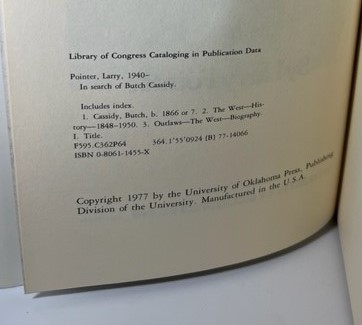 Library of Congress Cataloging in Publication Data
Pointer, Larry, 1940–
In search of Butch Cassidy.
Includes index.
1. Cassidy, Butch, b. 1866 or 7. 2. The West—His-
tory—1848-1950. 3. Outlaws—The West—Biography.
I. Title.
F595.C362P64 364.1'55'0924 [B] 77-14066
ISBN 0-8061-1455-X
Copyright 1977 by the University of Oklahoma Press, Publishing
Division of the University. Manufactured in the U.S.A.